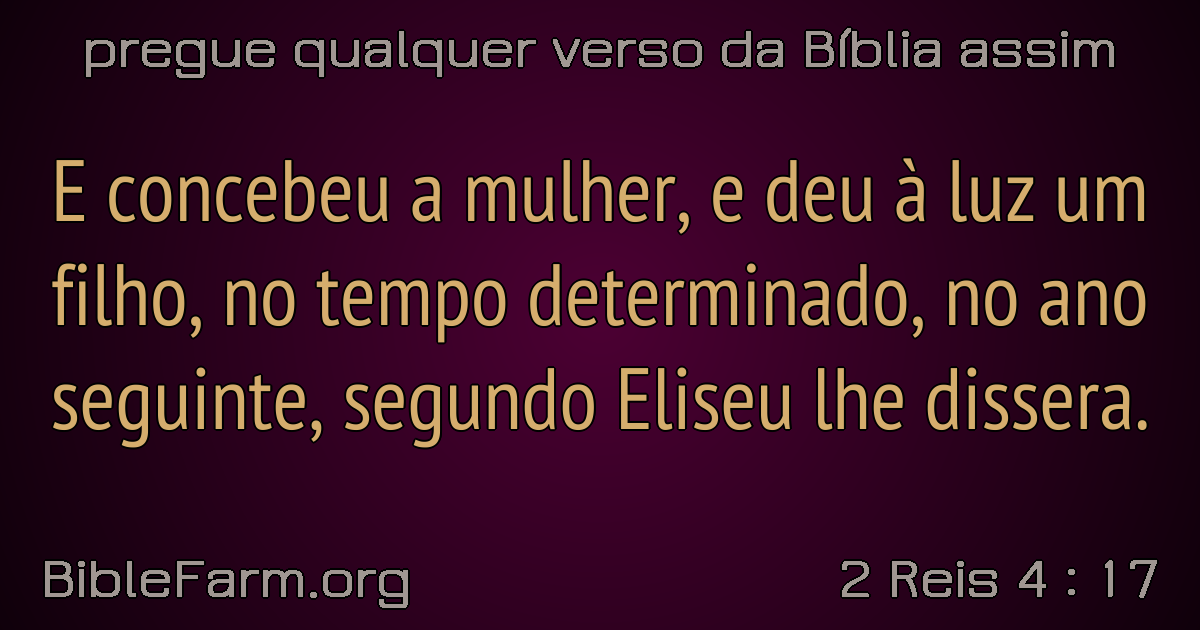 pregue qualquer verso da Bíblia assim
E concebeu a mulher, e deu à luz um
filho, no tempo determinado, no ano
seguinte, segundo Eliseu lhe dissera.
BibleFarm.org
2 Reis 4 : 17